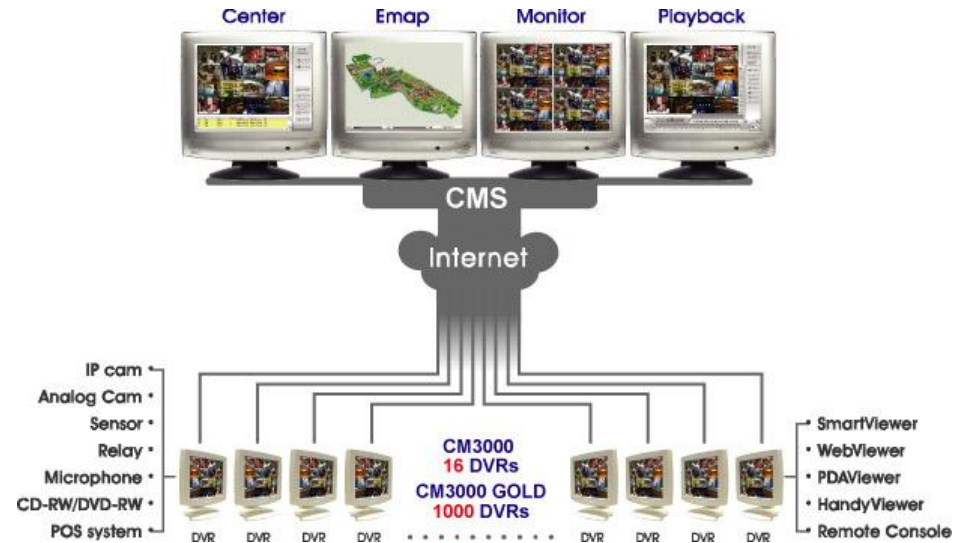 Center
Emap
Monitor
Playback
CMS
Internet
IP cam
Analog Cam
Sensor
Relay
Microphone
CD-RW/DVD-RW
POS system
CM3000
16 DVRs
CM3000 GOLD
1000 DVRs
SmartViewer
WebViewer
PDAViewer
HandyViewer
Remote Console
DVR DVR DVR DVR DVR DVR DVR DVR